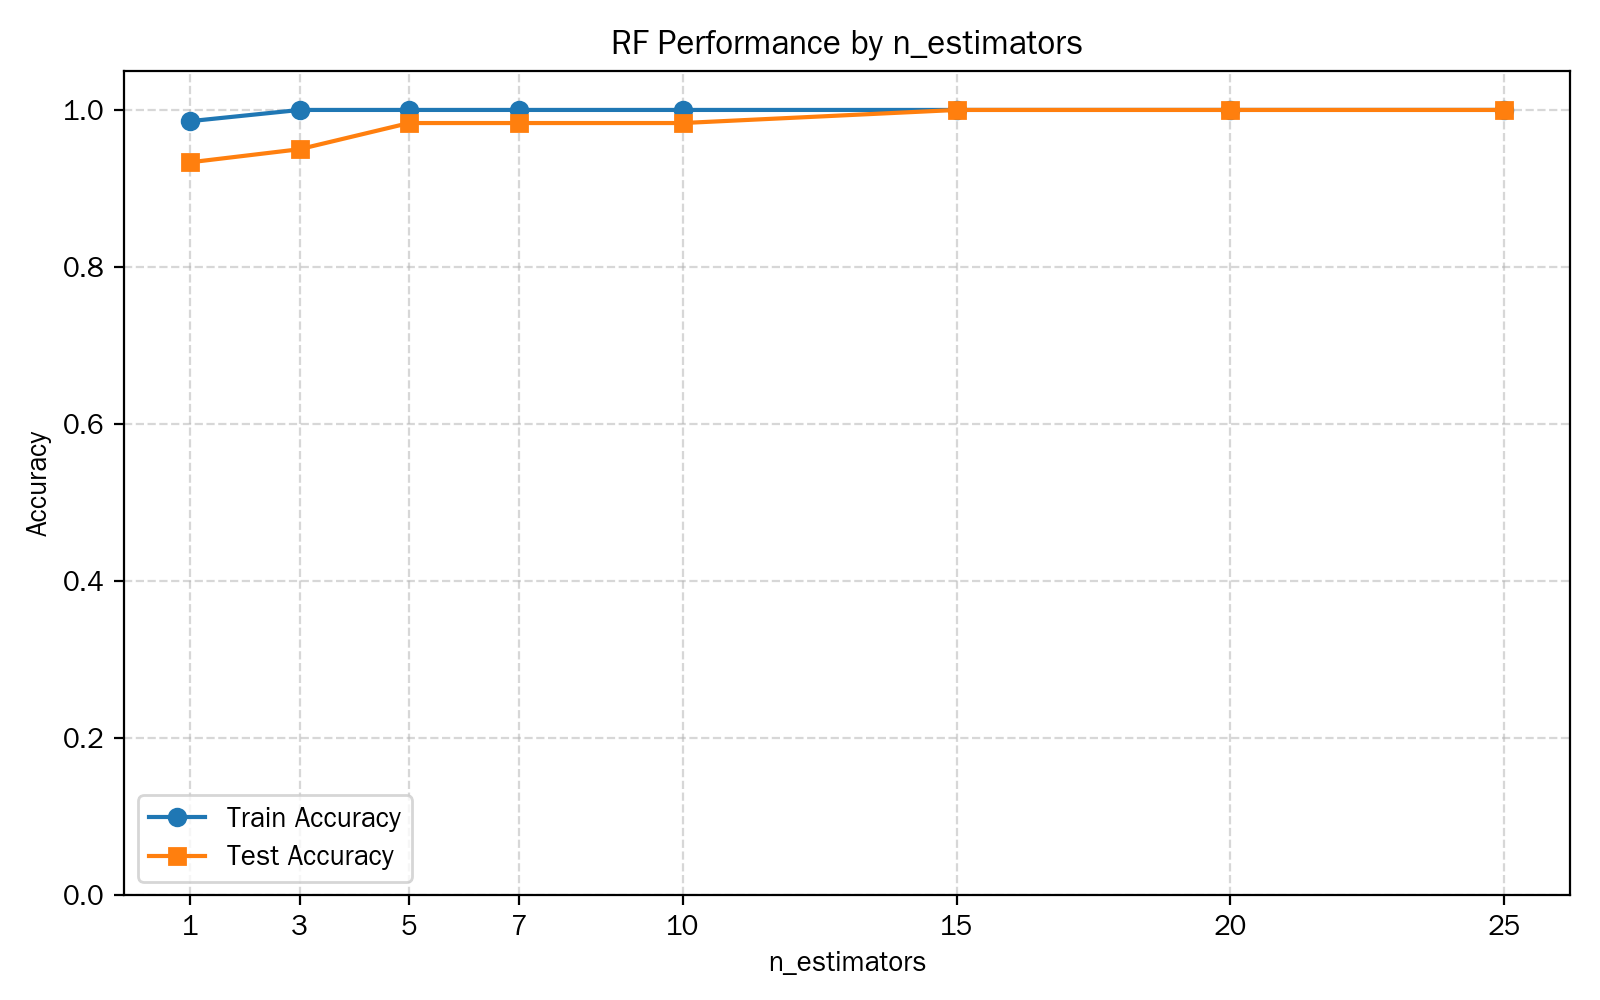 RF Performance by n_estimators
Accuracy
1.0
0.8
0.6
0.4
0.2
0.0
Train Accuracy
Test Accuracy
1 3 5 7 10 15 20 25
n_estimators